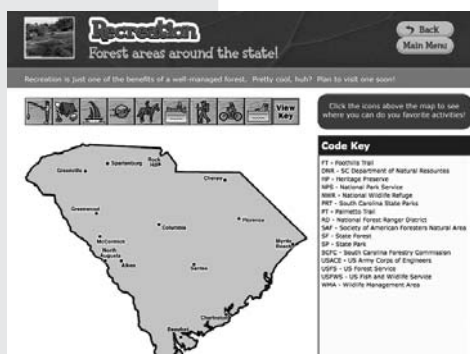 Recreation
Forest areas around the state!
Back
Main Menu
Recreation is just one of the benefits of a well-managed forest. Pretty cool, huh? Plan to visit one soon!
View
Key
Click the icons above the map to see
where you can do you favorite activities!
Code Key
FT - Foothills Trail
DNR - SC Department of Natural Resources
HP - Heritage Preserve
NPS - National Park Service
NWR - National Wildlife Refuge
PRT - South Carolina State Parks
PT - Palmetto Trail
RD - National Forest Ranger District
SAF - Society of American Foresters Natural Area
SF - State Forest
SP - State Park
SCFC - South Carolina Forestry Commission
USACE - US Army Corps of Engineers
USFS - US Forest Service
USFWS - US Fish and Wildlife Service
WMA - Wildlife Management Area
Spartanburg
Rock
Hill
Greenville
Cheraw
Greenwood
Florence
Columbia
McCormick
Myrtle
Beach
North
Augusta
Aiken
Santee
Charleston
Beaufort